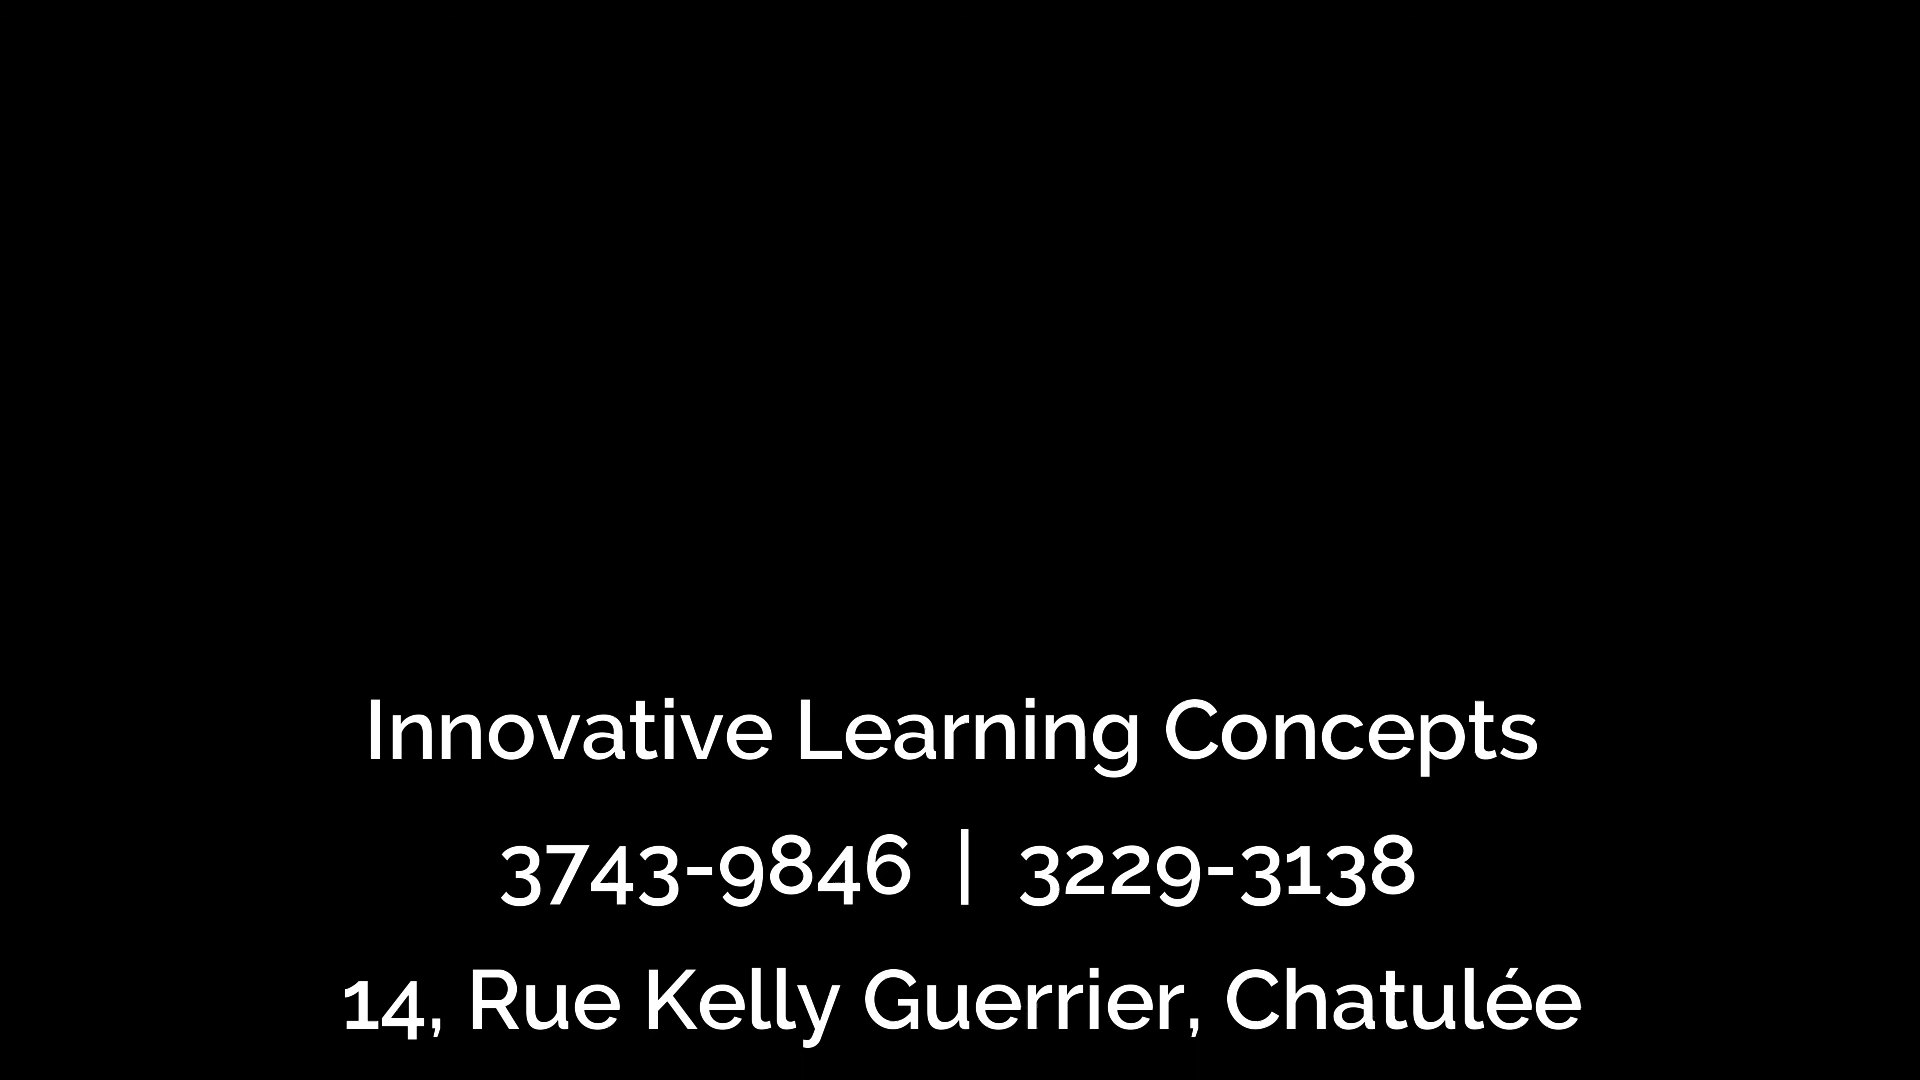 Innovative Learning Concepts
3743-9846 | 3229-3138
14, Rue Kelly Guerrier, Chatulée